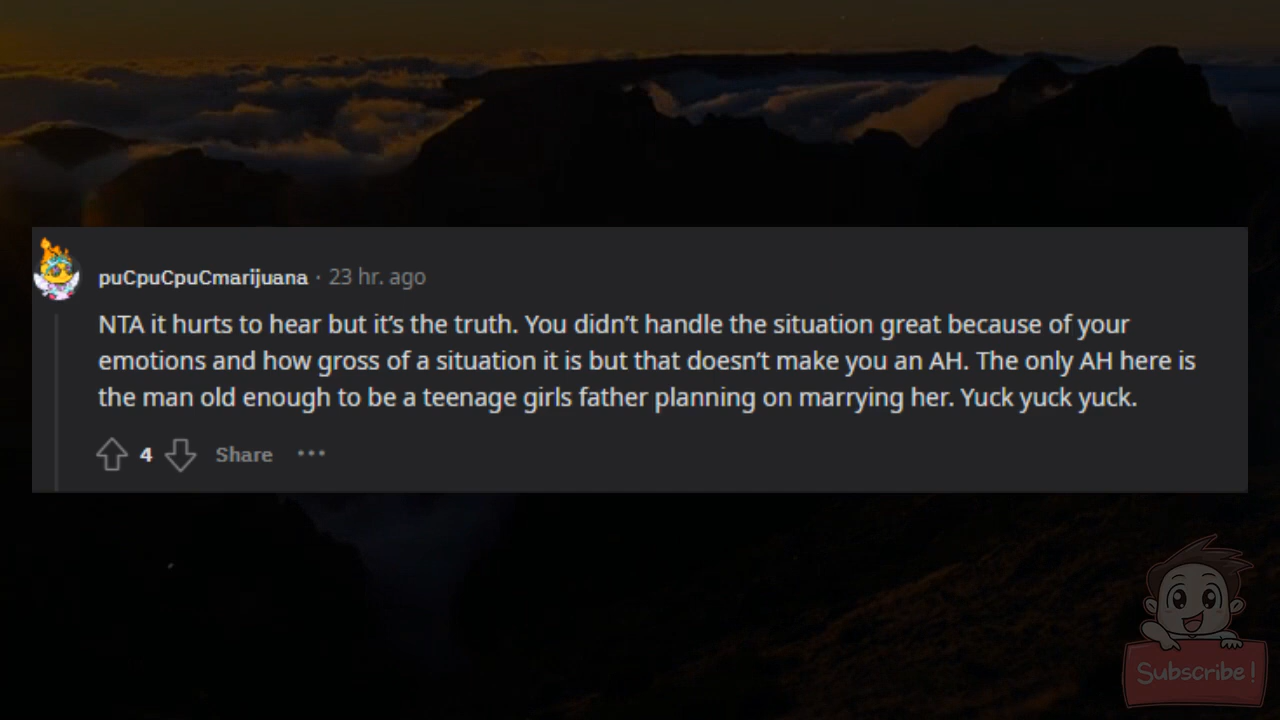 puCpuCpuCmarijuana · 23 hr. ago
NTA it hurts to hear but it’s the truth. You didn’t handle the situation great because of your
emotions and how gross of a situation it is but that doesn’t make you an AH. The only AH here is
the man old enough to be a teenage girls father planning on marrying her. Yuck yuck yuck.
4 Share ···
Subscribe!